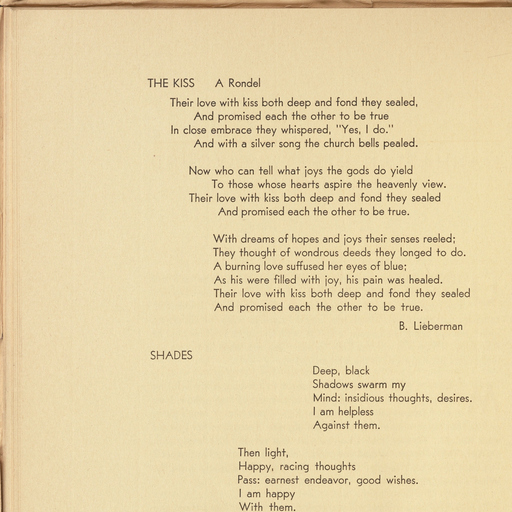 THE KISS A Rondel
Their love with kiss both deep and fond they sealed,
And promised each the other to be true
In close embrace they whispered, "Yes, I do."
And with a silver song the church bells pealed.
Now who can tell what joys the gods do yield
To those whose hearts aspire the heavenly view.
Their love with kiss both deep and fond they sealed
And promised each the other to be true.
With dreams of hopes and joys their senses reeled;
They thought of wondrous deeds they longed to do.
A burning love suffused her eyes of blue;
As his were filled with joy, his pain was healed.
Their love with kiss both deep and fond they sealed
And promised each the other to be true.
B. Lieberman
SHADES
Deep, black
Shadows swarm my
Mind: insidious thoughts, desires.
I am helpless
Against them.
Then light,
Happy, racing thoughts
Pass: earnest endeavor, good wishes.
I am happy
With them.